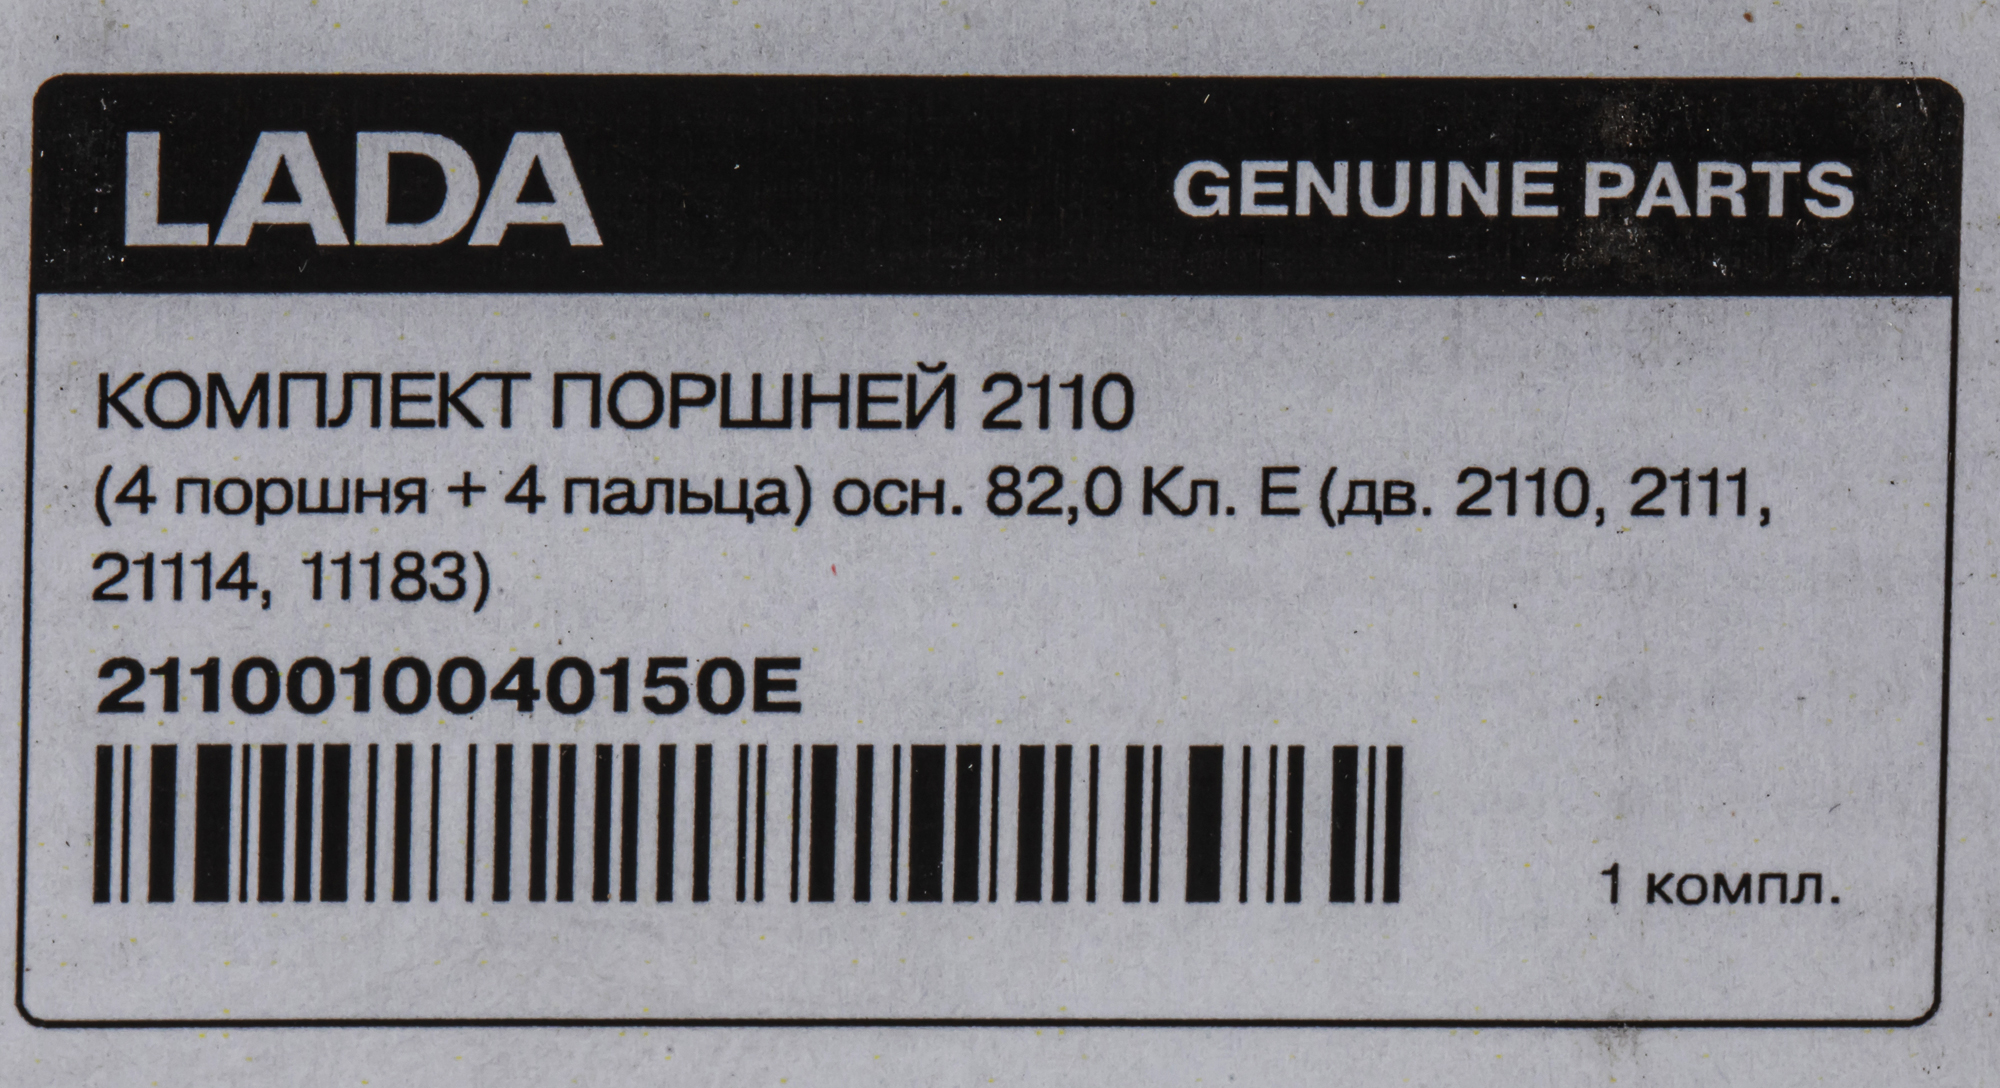 LADA
GENUINE PARTS
КОМПЛЕКТ ПОРШНЕЙ 2110
(4 поршня + 4 пальца) осн. 82,0 Кл. Е (дв. 2110, 2111,
21114, 11183)
21100010040150Е
1 компл.